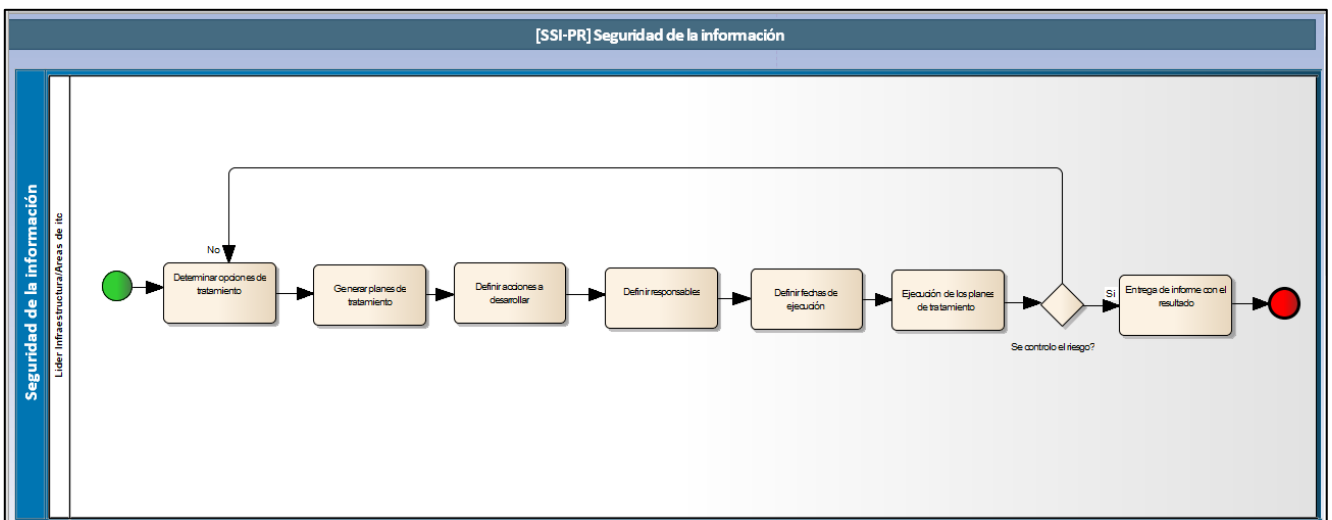 [SSI-PR] Seguridad de la información
Seguridad de la información
Lider Infraestructura/Areas de itc
No
Determinar opciones de
tratamiento
Generar planes de
tratamiento
Definir acciones a
desarrollar
Definir responsables
Definir fechas de
ejecución
Ejecución de los planes
de tratamiento
Se controlo el riesgo?
Si
Entrega de informe con el
resultado